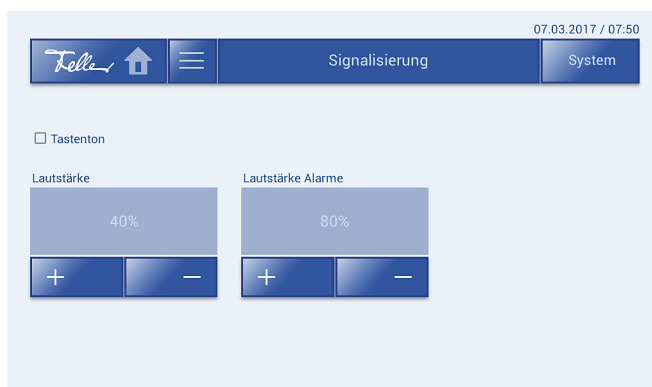 07.03.2017 / 07:50
Feller
Signalisierung
System
Tastenton
Lautstärke
Lautstärke Alarme
40%
80%
+ −
+ −